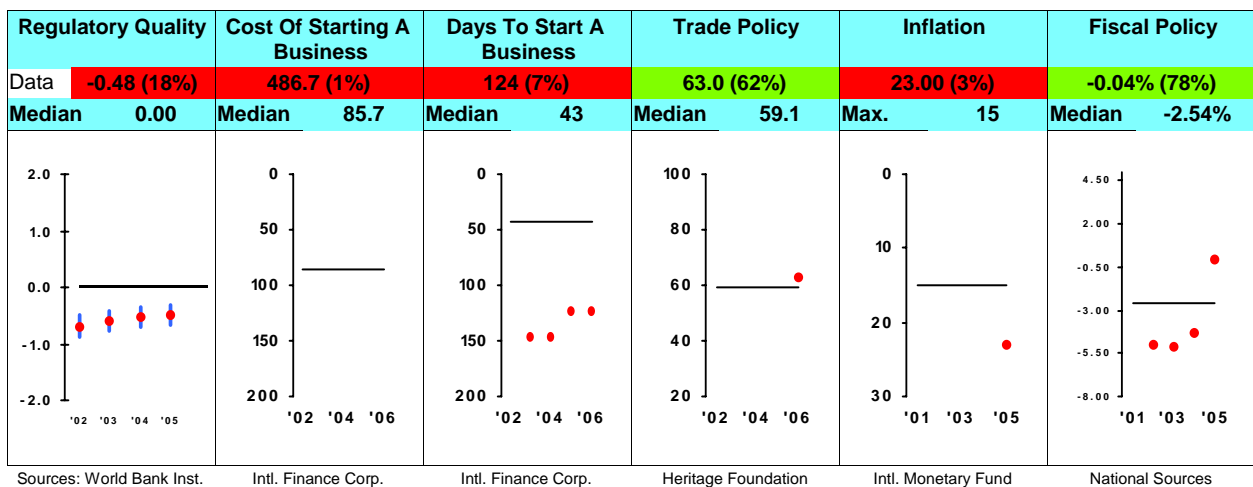 Regulatory Quality
Cost Of Starting A Business
Days To Start A Business
Trade Policy
Inflation
Fiscal Policy
Data -0.48 (18%) 486.7 (1%) 124 (7%) 63.0 (62%) 23.00 (3%) -0.04% (78%)
Median 0.00 Median 85.7 Median 43 Median 59.1 Max. 15 Median -2.54%
2.0
1.0
0.0
-1.0
-2.0
'02 '03 '04 '05
0
50
100
150
200
'02 '04 '06
0
50
100
150
200
'02 '04 '06
100
80
60
40
20
'02 '04 '06
0
10
20
30
'01 '03 '05
4.50
2.00
-0.50
-3.00
-5.50
-8.00
'01 '03 '05
Sources: World Bank Inst. Intl. Finance Corp. Intl. Finance Corp. Heritage Foundation Intl. Monetary Fund National Sources